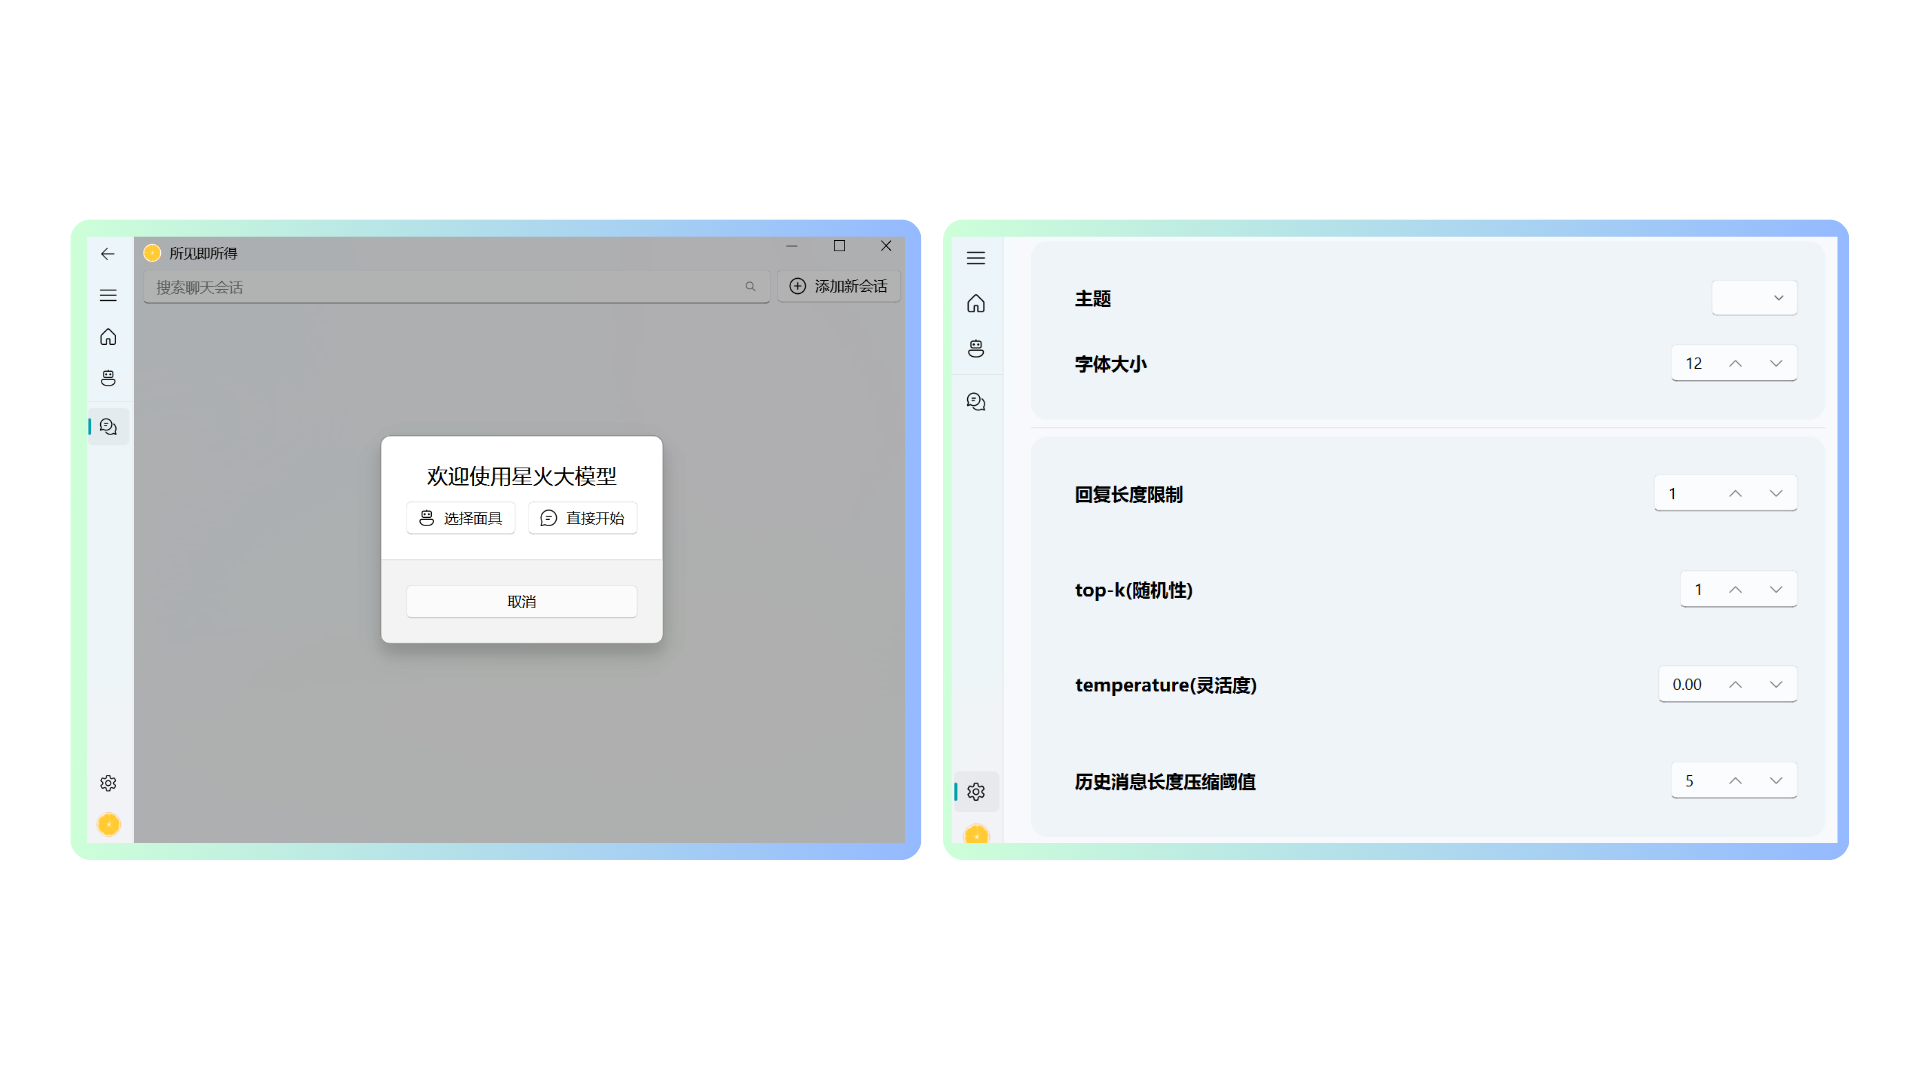 所见即所得
搜索聊天会话
添加新会话
欢迎使用星火大模型
选择面具
直接开始
取消
主题
字体大小
12
回复长度限制
1
top-k(随机性)
1
temperature(灵活度)
0.00
历史消息长度压缩阈值
5